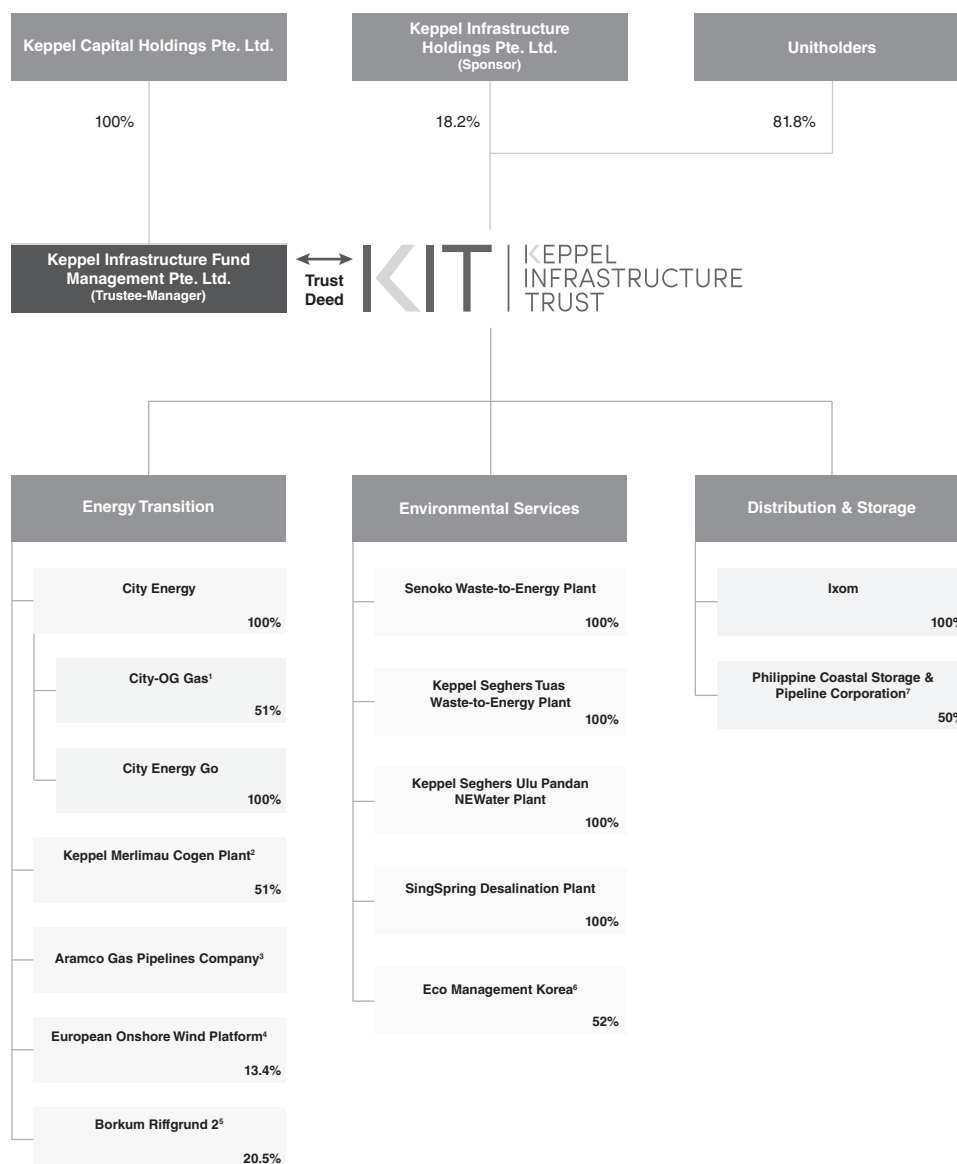 Keppel Capital Holdings Pte. Ltd.
Keppel Infrastructure
Holdings Pte. Ltd.
(Sponsor)
Unitholders
100%
18.2%
81.8%
Keppel Infrastructure Fund
Management Pte. Ltd.
(Trustee-Manager)
Trust
Deed
KIT
KEPPEL
INFRASTRUCTURE
TRUST
Energy Transition
City Energy
100%
City-OG Gas¹
51%
City Energy Go
100%
Keppel Merlimau Cogen Plant²
51%
Aramco Gas Pipelines Company³
European Onshore Wind Platform⁴
13.4%
Borkum Riffgrund 2⁵
20.5%
Environmental Services
Senoko Waste-to-Energy Plant
100%
Keppel Seghers Tuas
Waste-to-Energy Plant
100%
Keppel Seghers Ulu Pandan
NEWater Plant
100%
SingSpring Desalination Plant
100%
Eco Management Korea⁶
52%
Distribution & Storage
Ixom
100%
Philippine Coastal Storage &
Pipeline Corporation⁷
50%